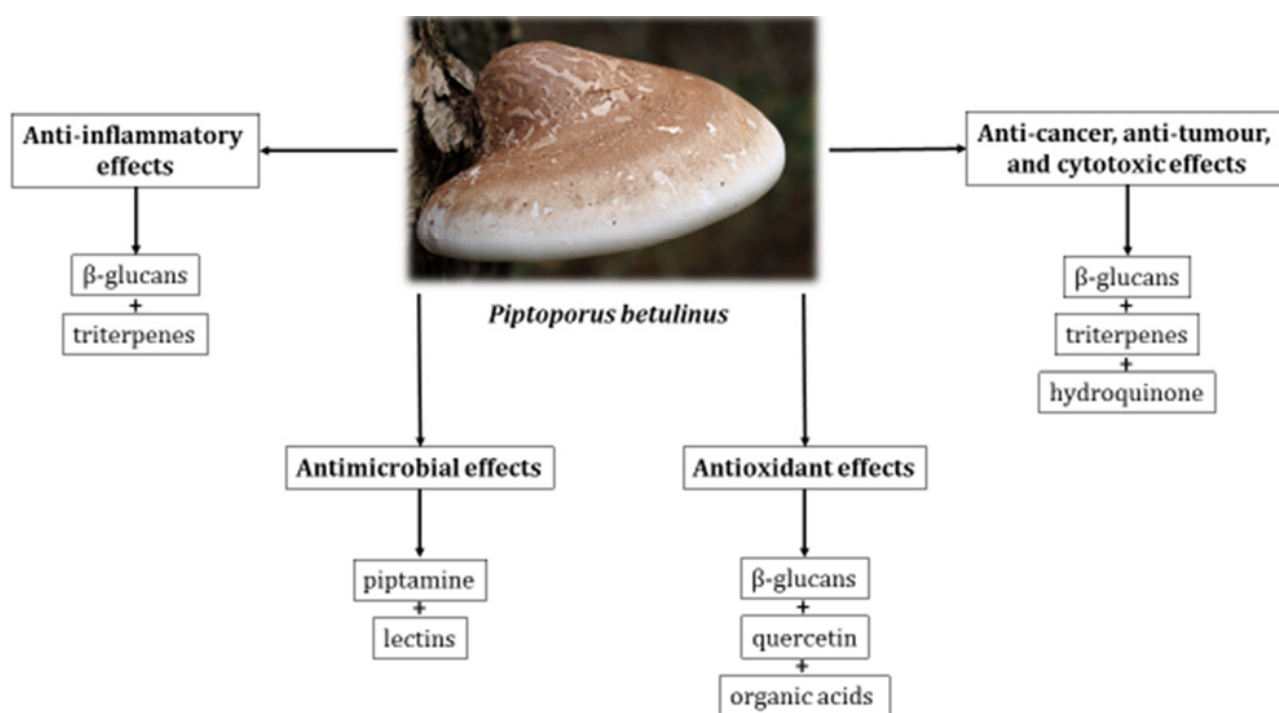 Anti-inflammatory
effects
β-glucans
+
triterpenes
Piptoporus betulinus
Anti-cancer, anti-tumour,
and cytotoxic effects
β-glucans
+
triterpenes
+
hydroquinone
Antimicrobial effects
piptamine
+
lectins
Antioxidant effects
β-glucans
+
quercetin
+
organic acids